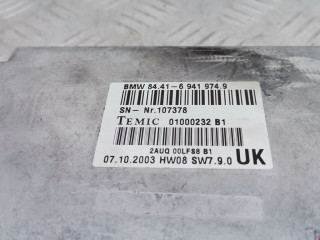 BMW 84.41-6 941 974.9
SN- Nr.107378
TEMIC 01000232 B1
2AUQ 00LFS8 B1
07.10.2003 HW08 SW7.9.0 UK